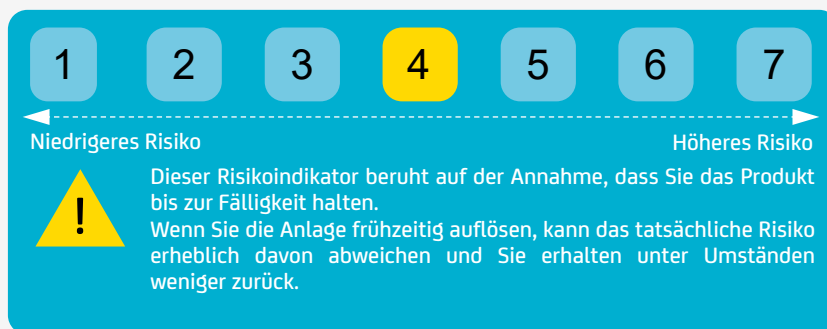 1 2 3 4 5 6 7
Niedrigeres Risiko Höheres Risiko
!
Dieser Risikoindikator beruht auf der Annahme, dass Sie das Produkt
bis zur Fälligkeit halten.
Wenn Sie die Anlage frühzeitig auflösen, kann das tatsächliche Risiko
erheblich davon abweichen und Sie erhalten unter Umständen
weniger zurück.